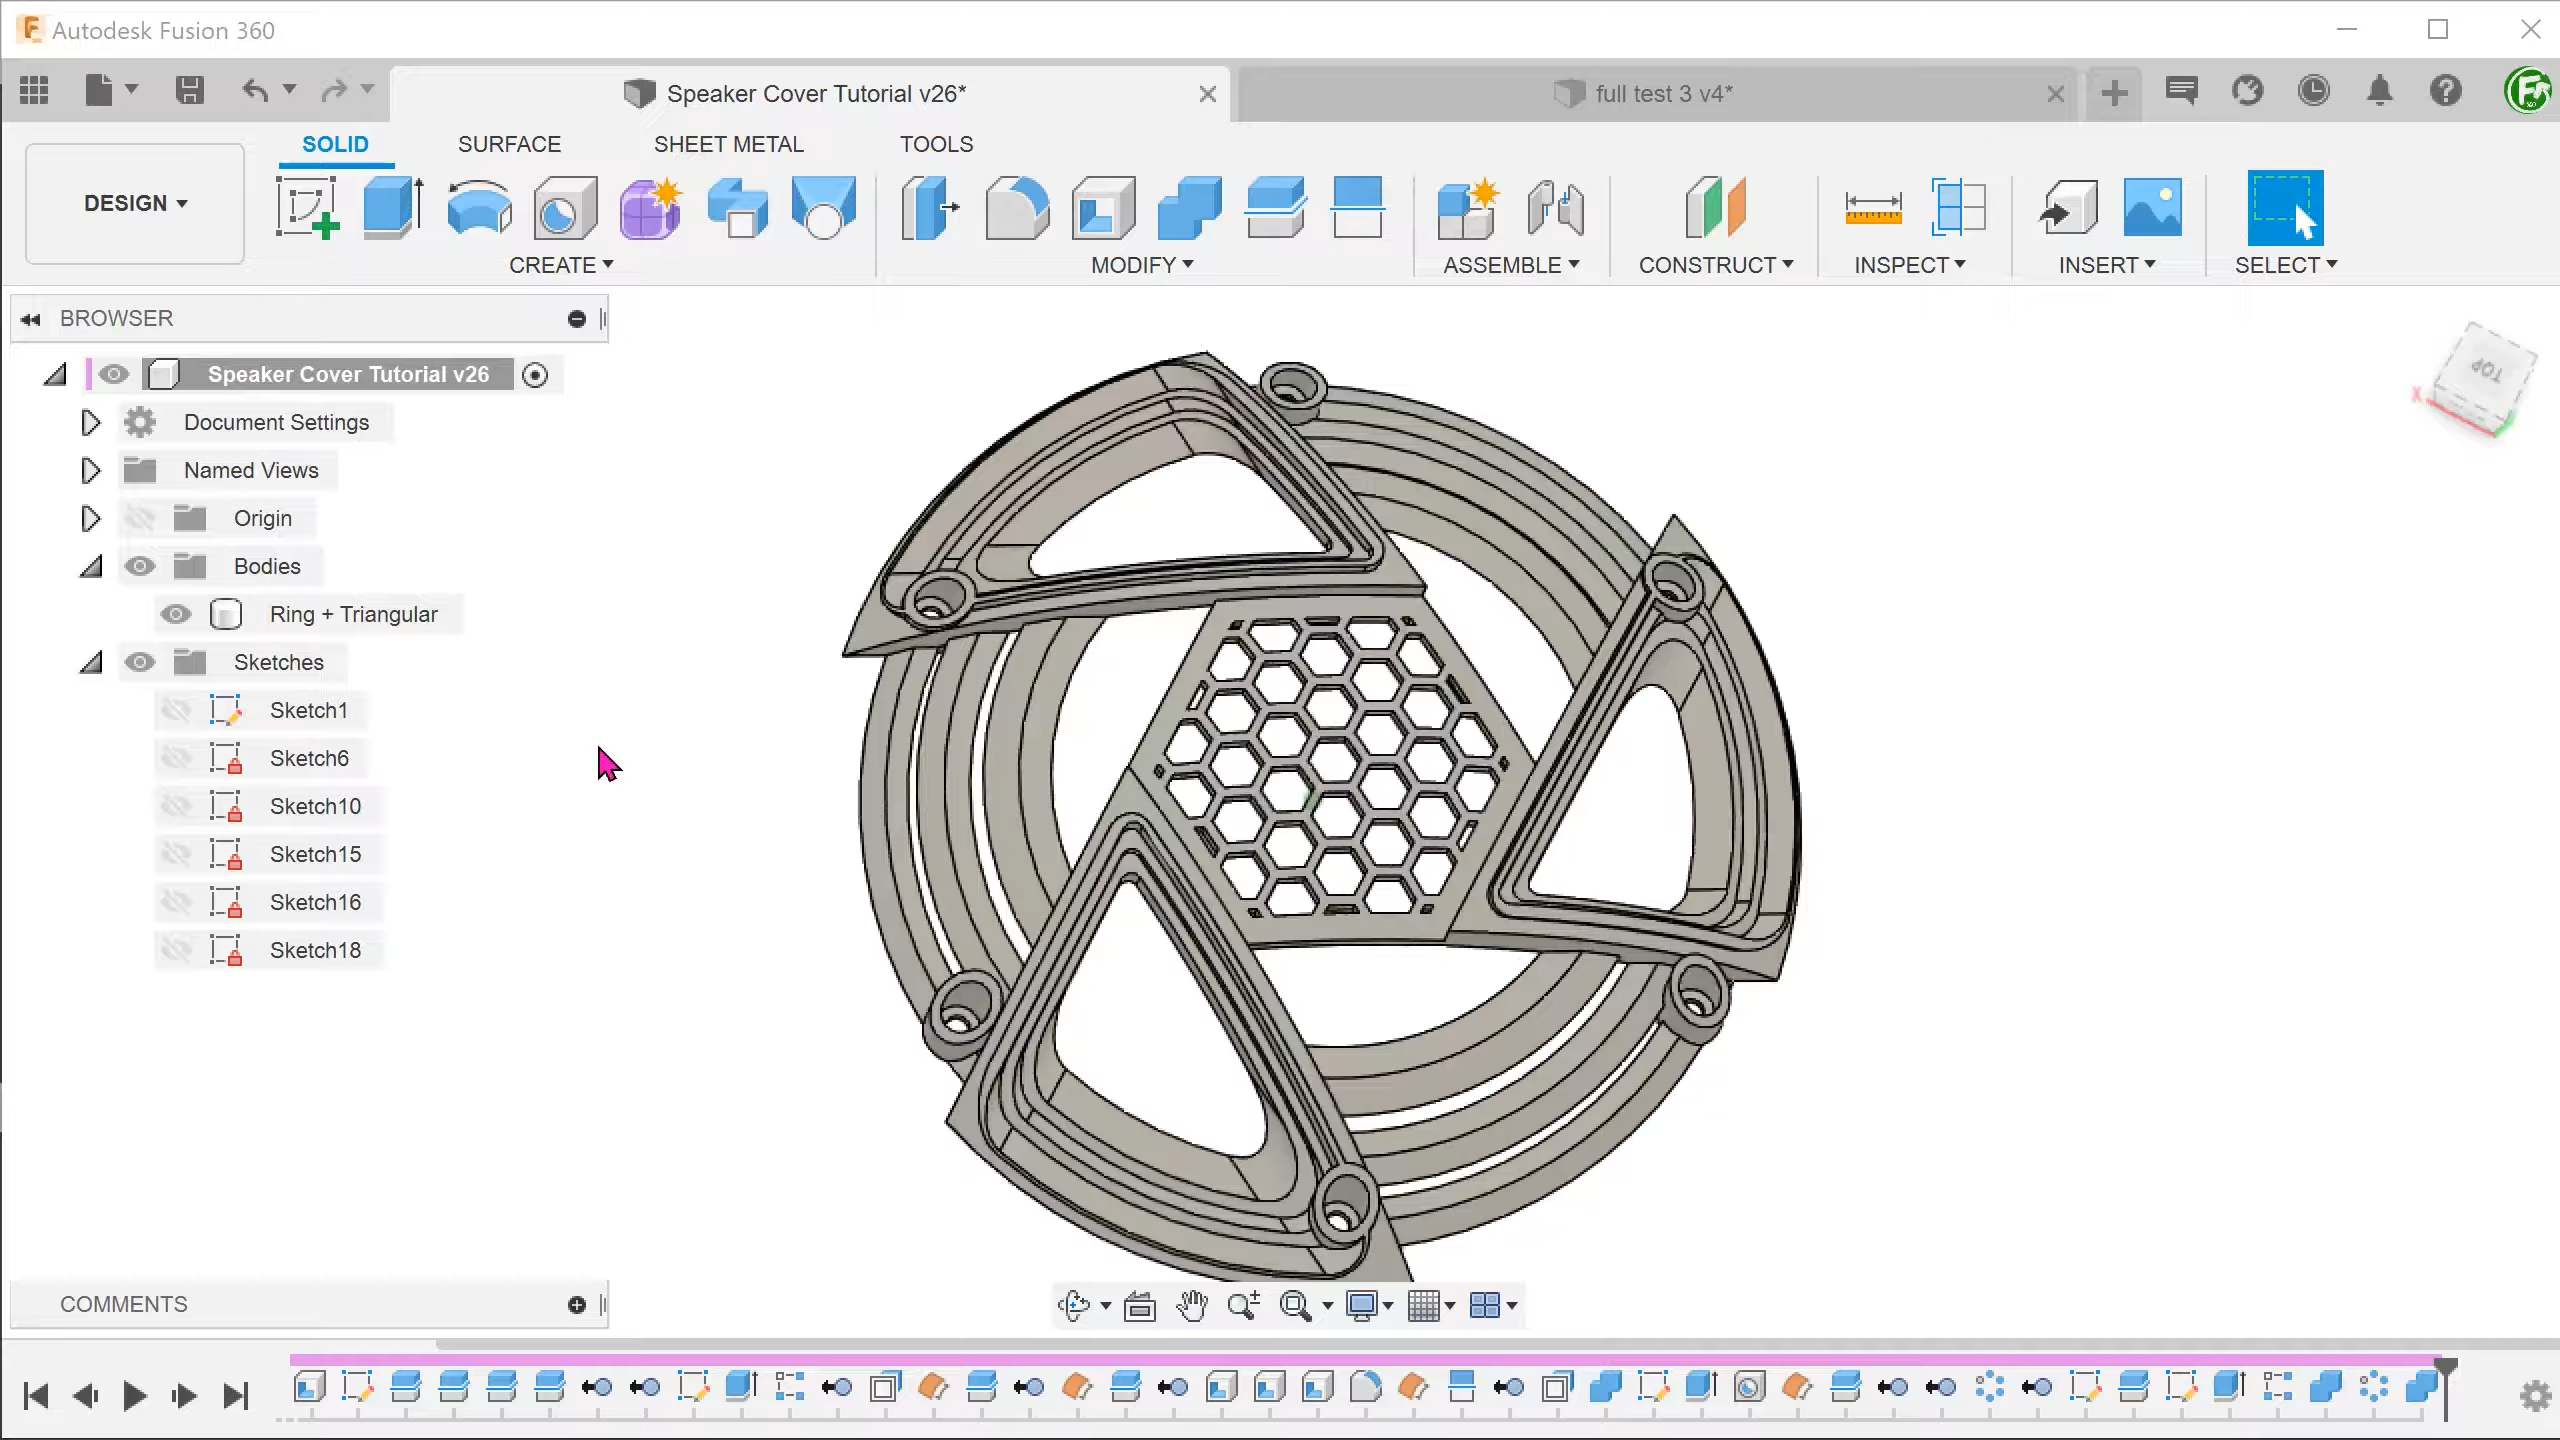 Autodesk Fusion 360
Speaker Cover Tutorial v26*
full test 3 v4*
SOLID SURFACE SHEET METAL TOOLS
DESIGN
CREATE MODIFY ASSEMBLE CONSTRUCT INSPECT INSERT SELECT
BROWSER
Speaker Cover Tutorial v26
Document Settings
Named Views
Origin
Bodies
Ring + Triangular
Sketches
Sketch1
Sketch6
Sketch10
Sketch15
Sketch16
Sketch18
TOP
X
COMMENTS